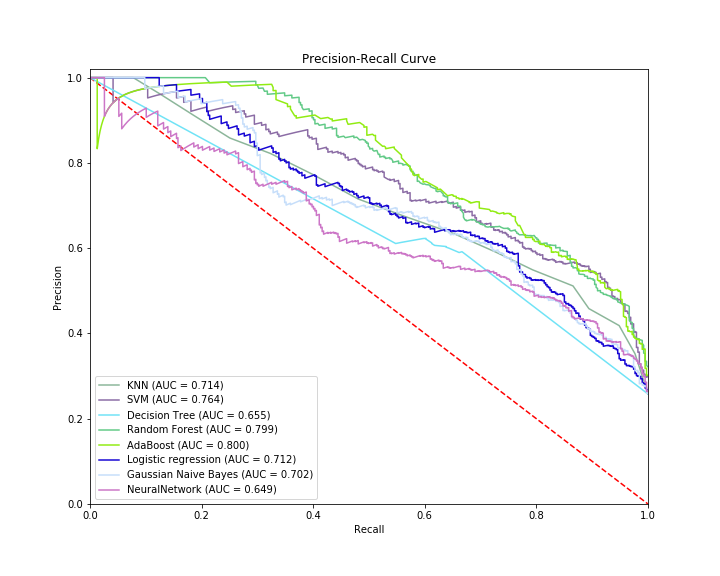 Precision-Recall Curve
Precision
1.0
0.8
0.6
0.4
0.2
0.0
KNN (AUC = 0.714)
SVM (AUC = 0.764)
Decision Tree (AUC = 0.655)
Random Forest (AUC = 0.799)
AdaBoost (AUC = 0.800)
Logistic regression (AUC = 0.712)
Gaussian Naive Bayes (AUC = 0.702)
NeuralNetwork (AUC = 0.649)
0.0 0.2 0.4 0.6 0.8 1.0
Recall